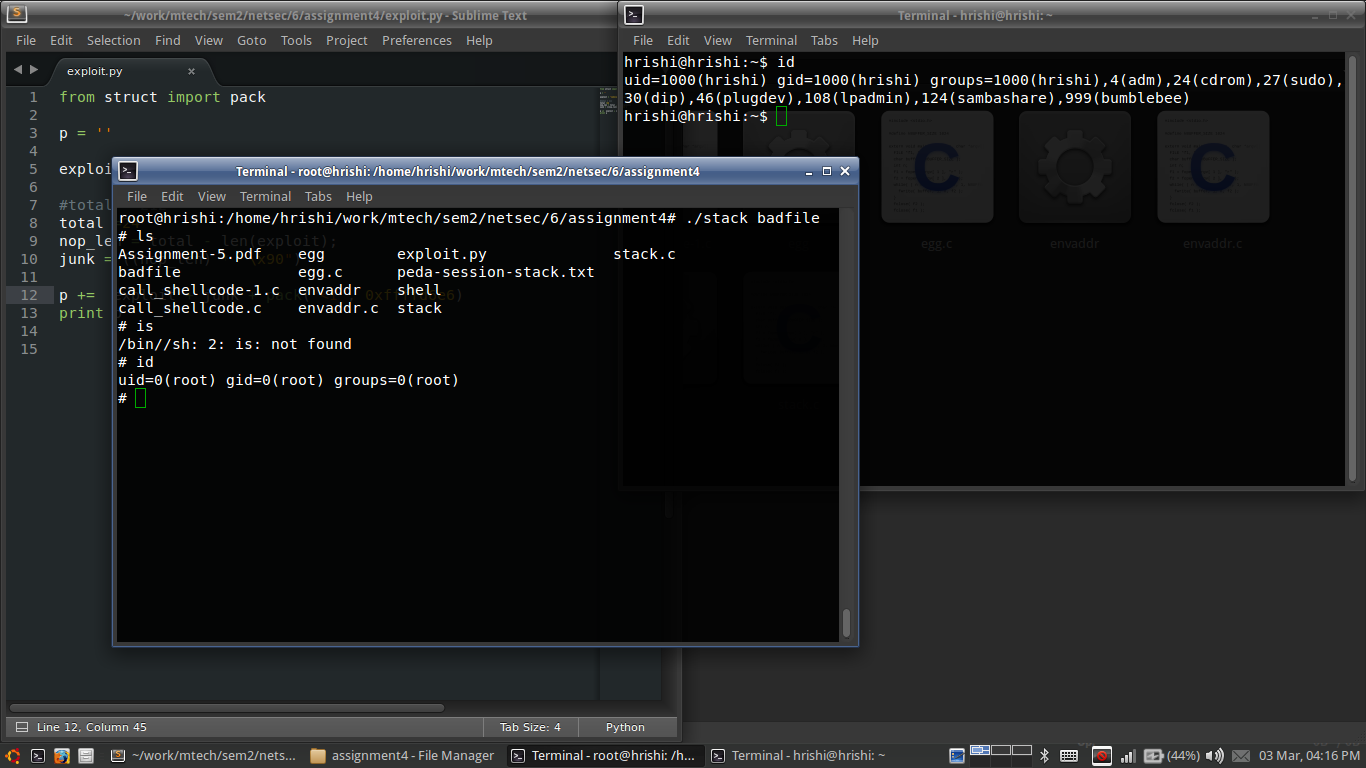 ~/work/mtech/sem2/netsec/6/assignment4/exploit.py - Sublime Text
File Edit Selection Find View Goto Tools Project Preferences Help
exploit.py
1 from struct import pack
2
3 p = ''
4
5 exploi
6
7 #total
8 total
9 nop_le = total - len(exploit);
10 junk =
11
12 p +=
13 print
14
15
Line 12, Column 45
Tab Size: 4
Python
Terminal - hrishi@hrishi: ~
File Edit View Terminal Tabs Help
hrishi@hrishi:~$ id
uid=1000(hrishi) gid=1000(hrishi) groups=1000(hrishi),4(adm),24(cdrom),27(sudo),
30(dip),46(plugdev),108(lpadmin),124(sambashare),999(bumblebee)
hrishi@hrishi:~$
C
C
egg.c
envaddr
envaddr.c
Terminal - root@hrishi: /home/hrishi/work/mtech/sem2/netsec/6/assignment4
File Edit View Terminal Tabs Help
root@hrishi:/home/hrishi/work/mtech/sem2/netsec/6/assignment4# ./stack badfile
# ls
Assignment-5.pdf egg exploit.py stack.c
badfile egg.c peda-session-stack.txt
call_shellcode-1.c envaddr shell
call_shellcode.c envaddr.c stack
# is
/bin//sh: 2: is: not found
# id
uid=0(root) gid=0(root) groups=0(root)
#
~/work/mtech/sem2/nets...
assignment4 - File Manager
Terminal - root@hrishi: /h...
Terminal - hrishi@hrishi: ~
(44%)
03 Mar, 04:16 PM